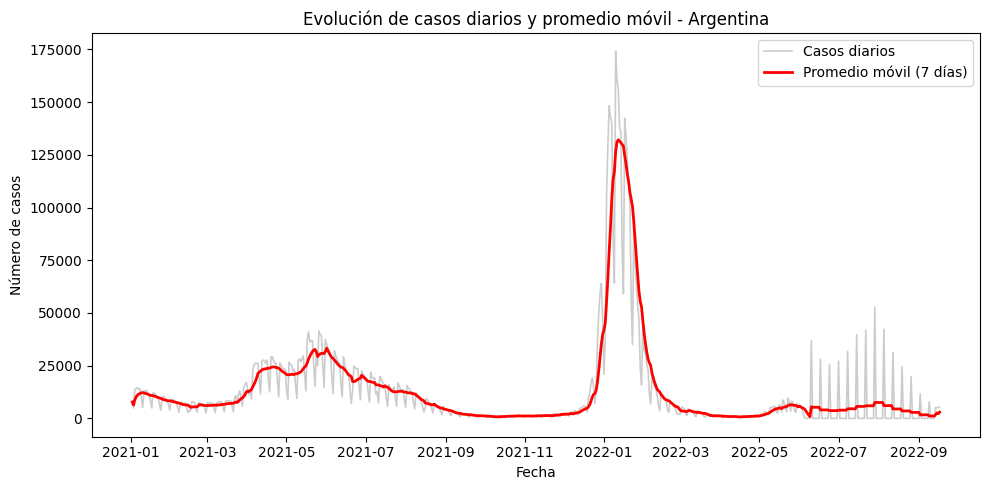 Evolución de casos diarios y promedio móvil - Argentina
Casos diarios
Promedio móvil (7 días)
Número de casos
175000
150000
125000
100000
75000
50000
25000
0
2021-01 2021-03 2021-05 2021-07 2021-09 2021-11 2022-01 2022-03 2022-05 2022-07 2022-09
Fecha